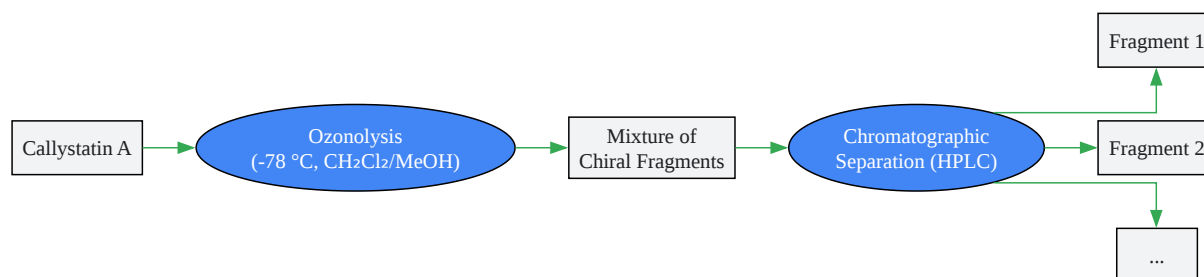 Callystatin A
Ozonolysis
(-78 °C, CH₂Cl₂/MeOH)
Mixture of
Chiral Fragments
Chromatographic
Separation (HPLC)
Fragment 1
Fragment 2
...